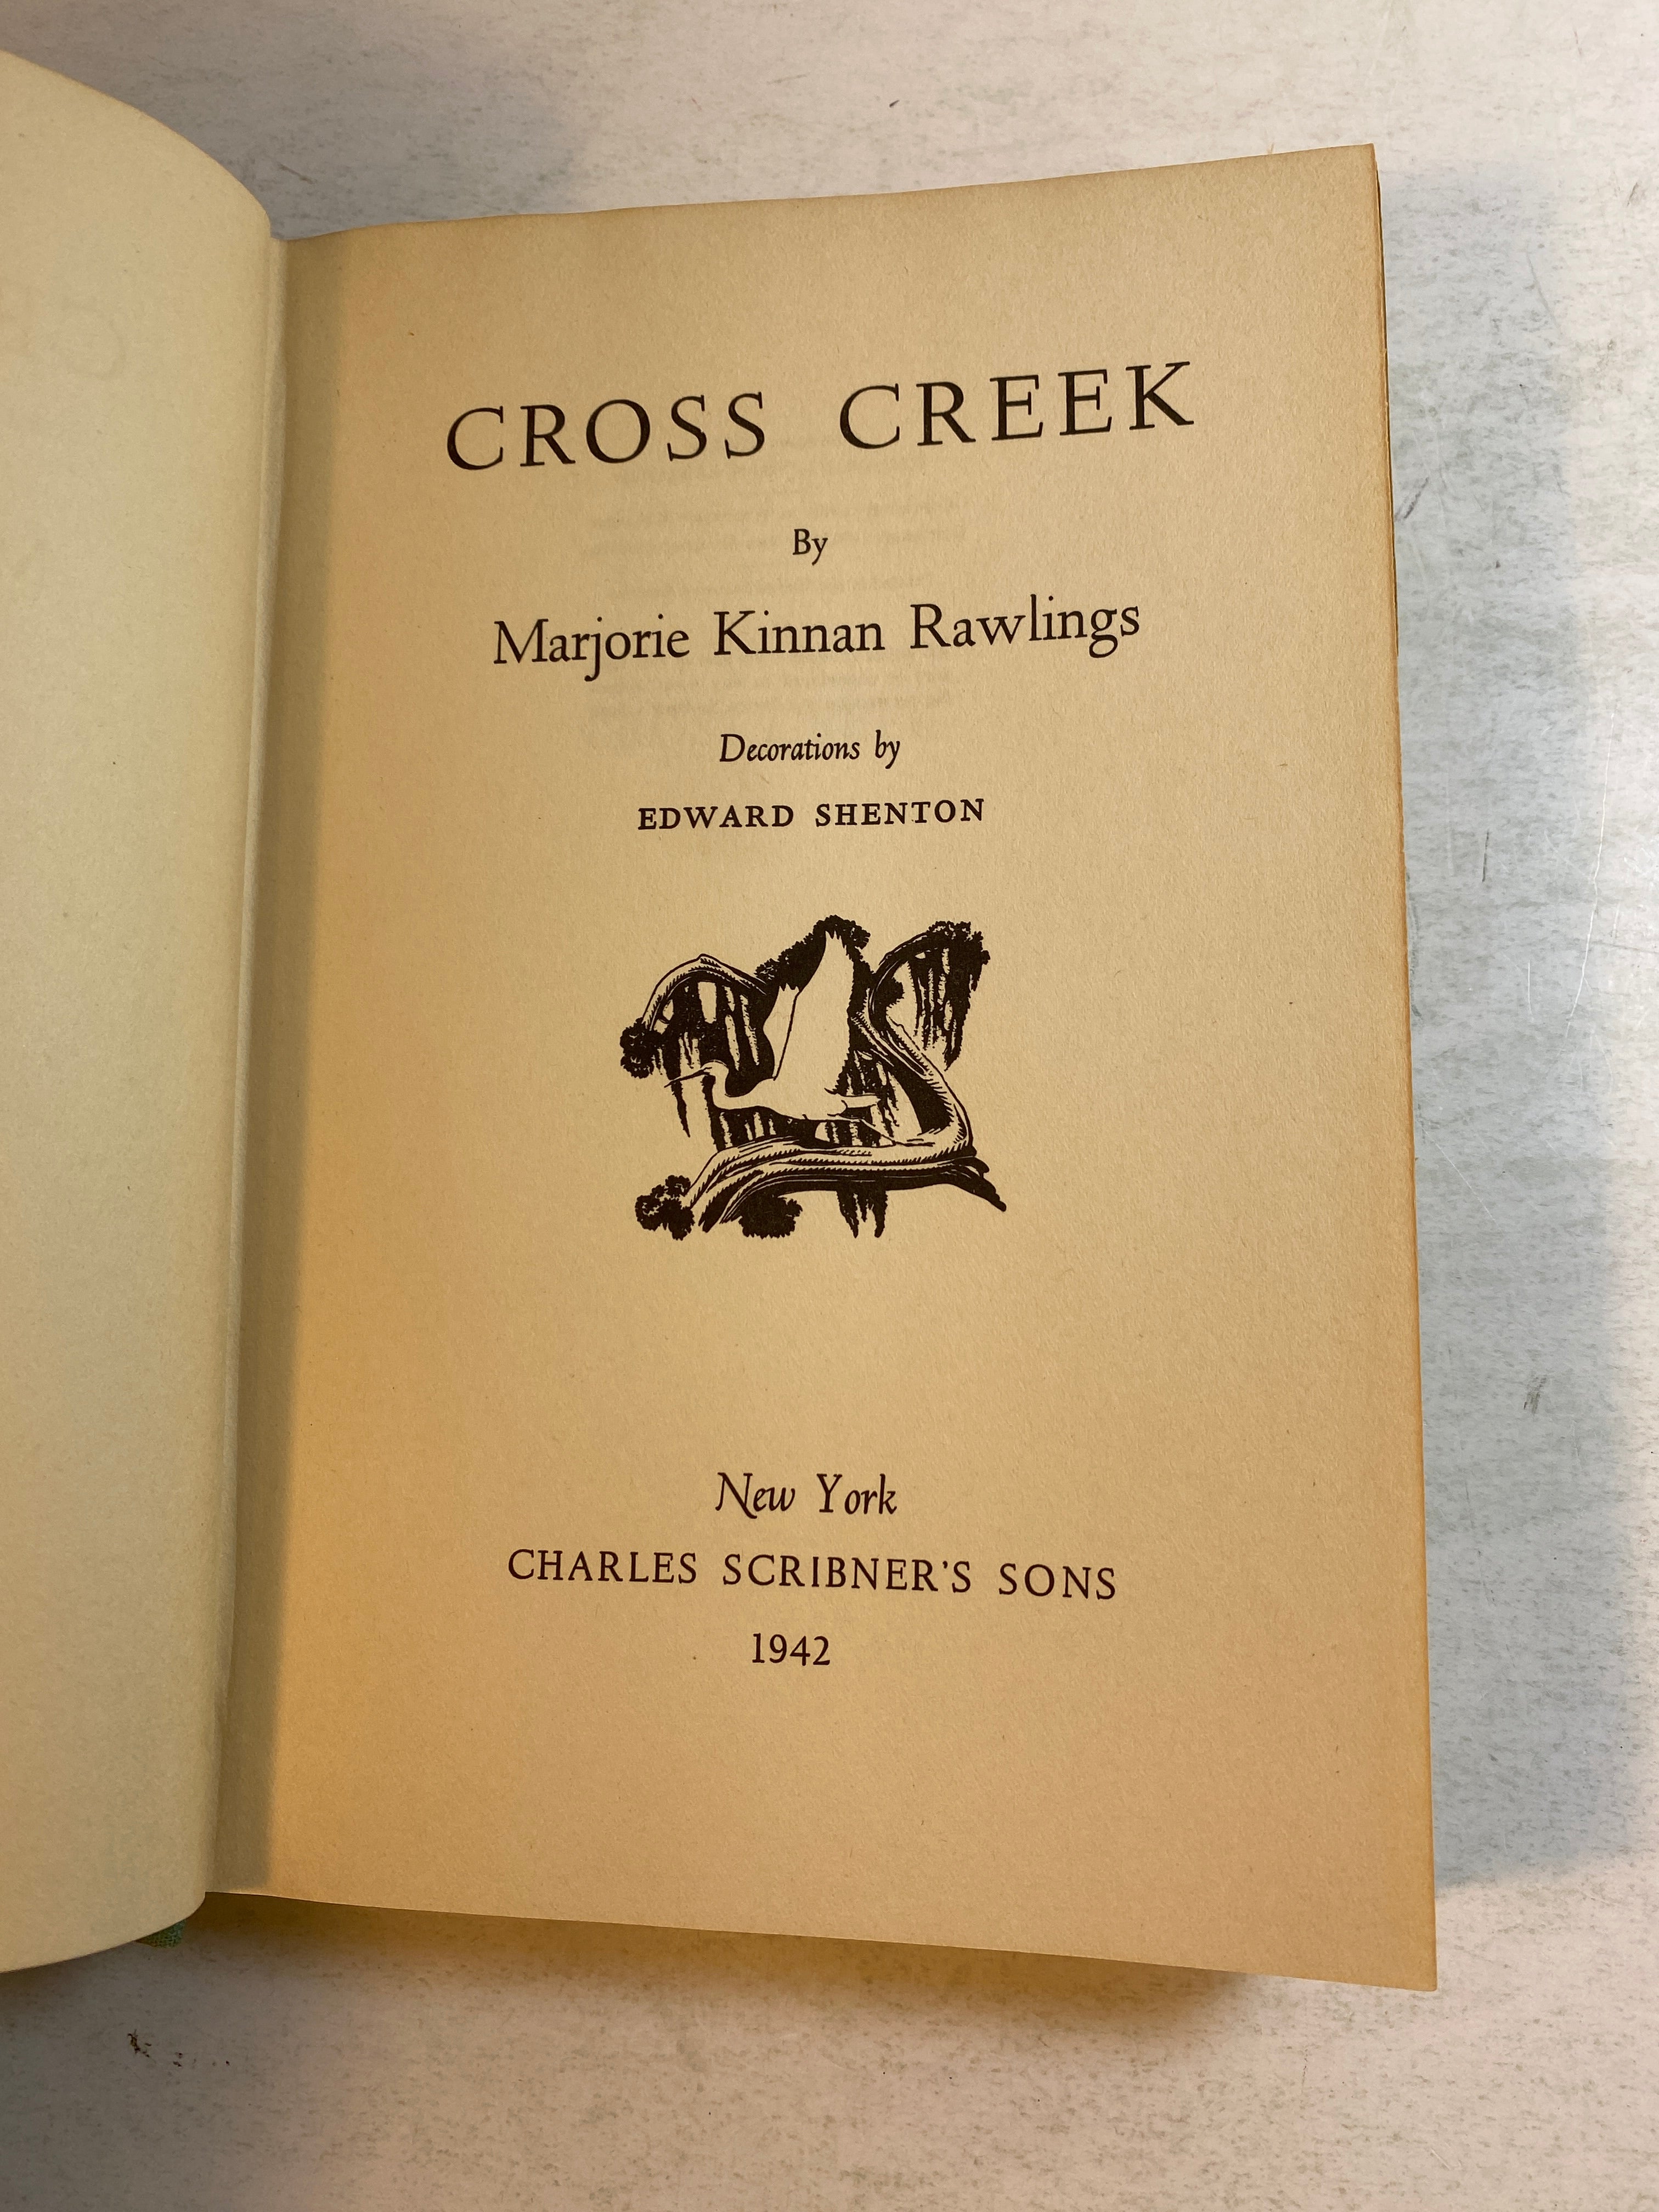 CROSS CREEK
By
Marjorie Kinnan Rawlings
Decorations by
EDWARD SHENTON
New York
CHARLES SCRIBNER'S SONS
1942